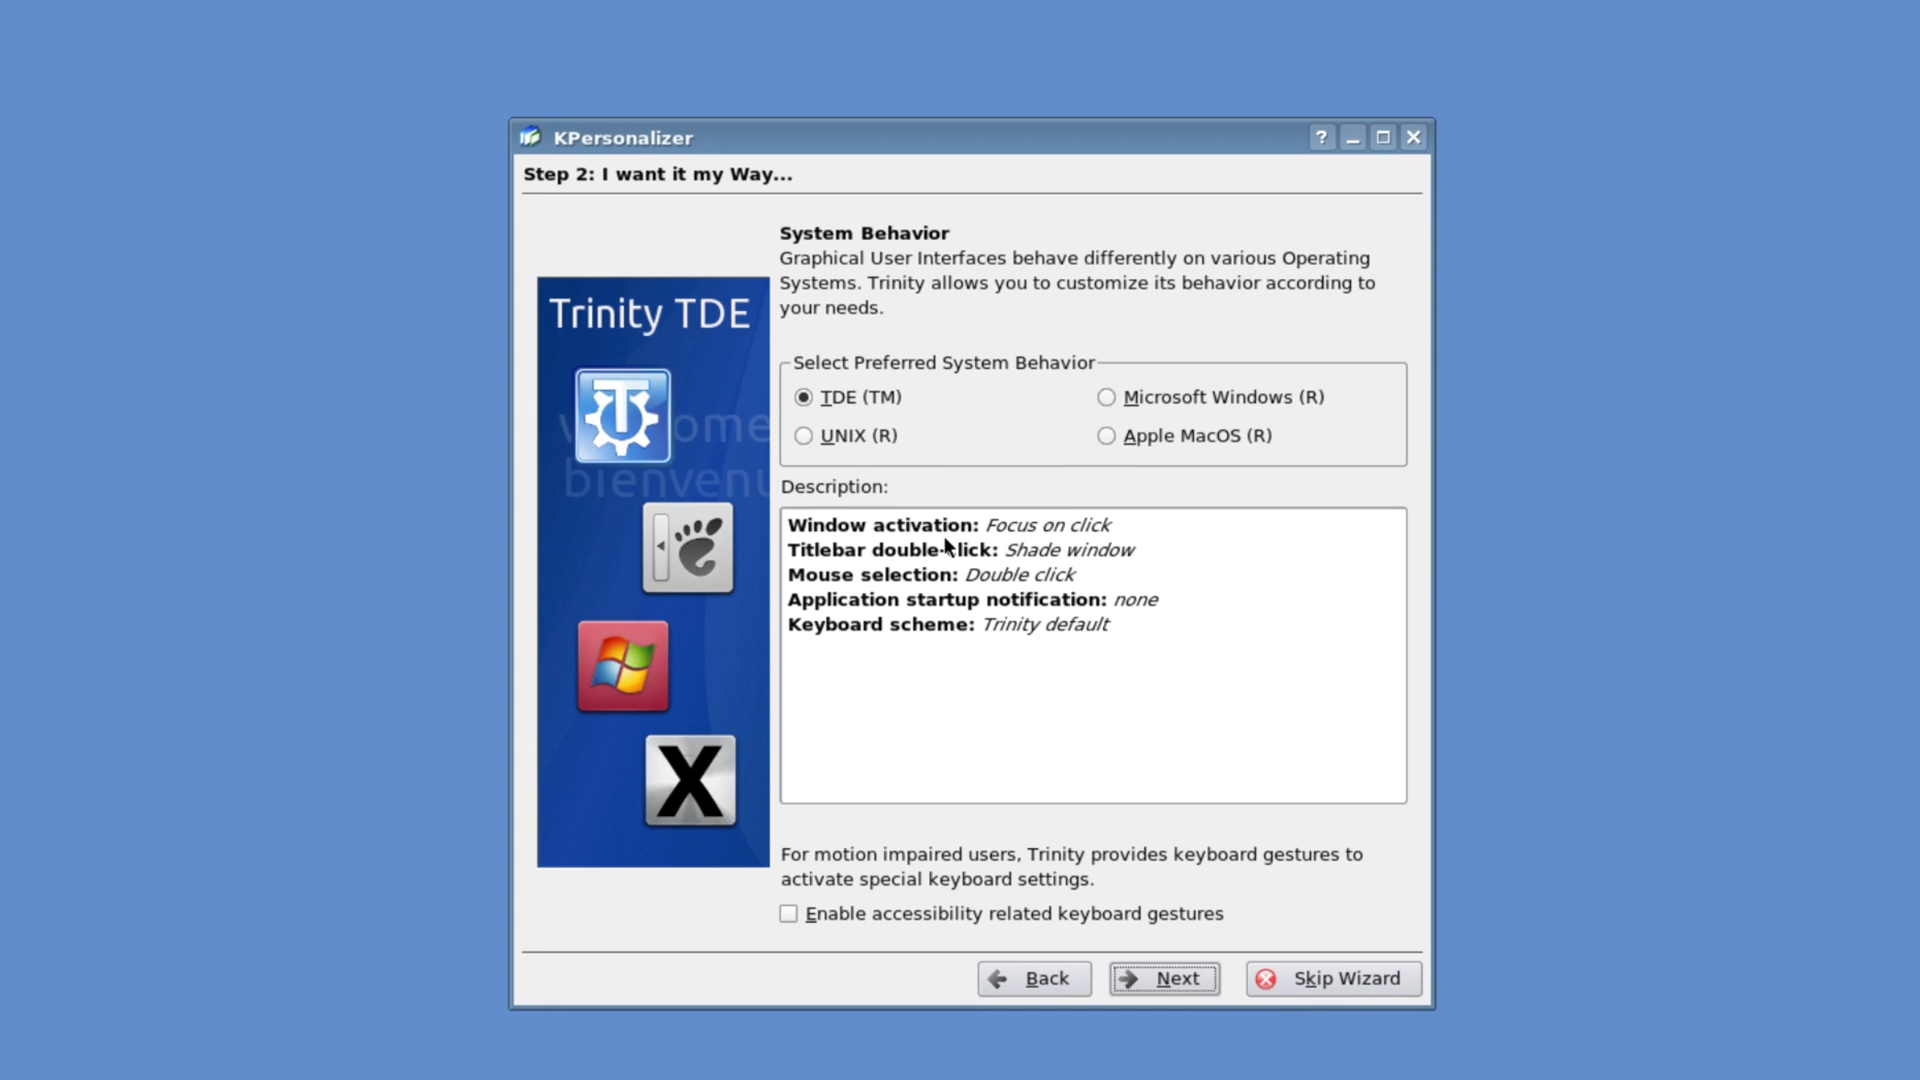 KPersonalizer
?
Step 2: I want it my Way...
System Behavior
Graphical User Interfaces behave differently on various Operating
Systems. Trinity allows you to customize its behavior according to
your needs.
Trinity TDE
Select Preferred System Behavior
TDE (TM)
Microsoft Windows (R)
UNIX (R)
Apple MacOS (R)
Description:
Window activation: Focus on click
Titlebar double-click: Shade window
Mouse selection: Double click
Application startup notification: none
Keyboard scheme: Trinity default
X
For motion impaired users, Trinity provides keyboard gestures to
activate special keyboard settings.
Enable accessibility related keyboard gestures
Back
Next
Skip Wizard